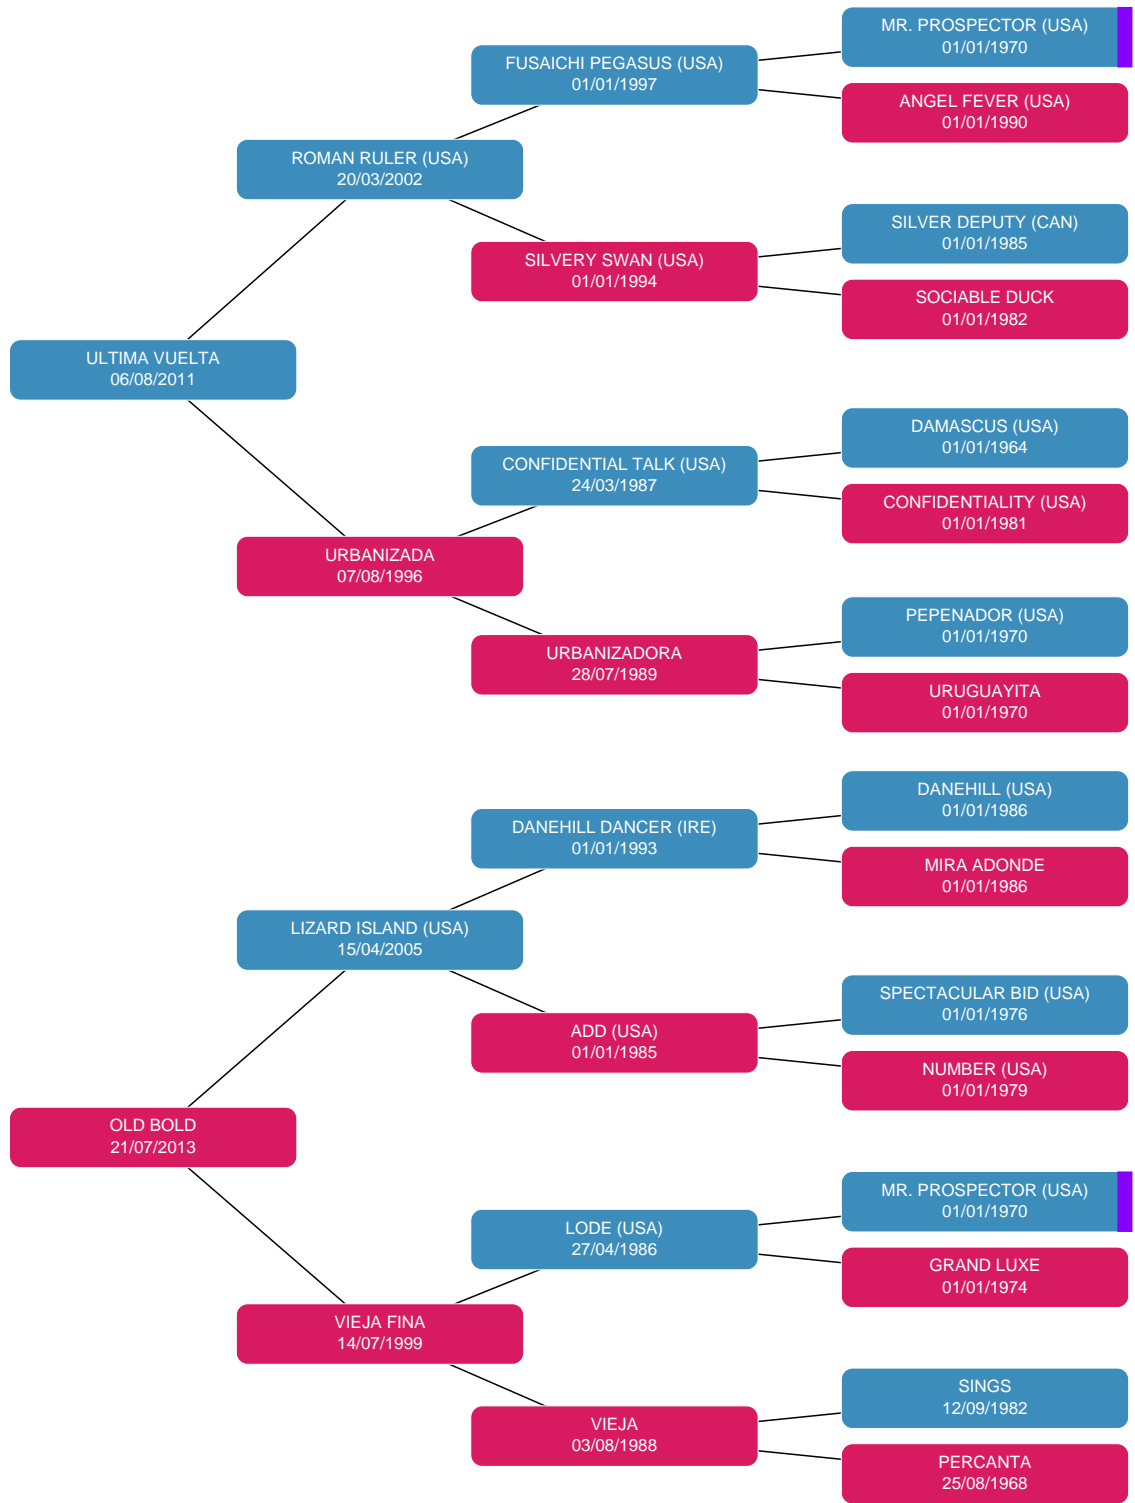 MR. PROSPECTOR (USA)
01/01/1970
FUSAICHI PEGASUS (USA)
01/01/1997
ANGEL FEVER (USA)
01/01/1990
ROMAN RULER (USA)
20/03/2002
SILVER DEPUTY (CAN)
01/01/1985
SILVERY SWAN (USA)
01/01/1994
SOCIABLE DUCK
01/01/1982
ULTIMA VUELTA
06/08/2011
DAMASCUS (USA)
01/01/1964
CONFIDENTIAL TALK (USA)
24/03/1987
CONFIDENTIALITY (USA)
01/01/1981
URBANIZADA
07/08/1996
PEPENADOR (USA)
01/01/1970
URBANIZADORA
28/07/1989
URUGUAYITA
01/01/1970
DANEHILL (USA)
01/01/1986
DANEHILL DANCER (IRE)
01/01/1993
MIRA ADONDE
01/01/1986
LIZARD ISLAND (USA)
15/04/2005
SPECTACULAR BID (USA)
01/01/1976
ADD (USA)
01/01/1985
NUMBER (USA)
01/01/1979
OLD BOLD
21/07/2013
MR. PROSPECTOR (USA)
01/01/1970
LODE (USA)
27/04/1986
GRAND LUXE
01/01/1974
VIEJA FINA
14/07/1999
SINGS
12/09/1982
VIEJA
03/08/1988
PERCANTA
25/08/1968